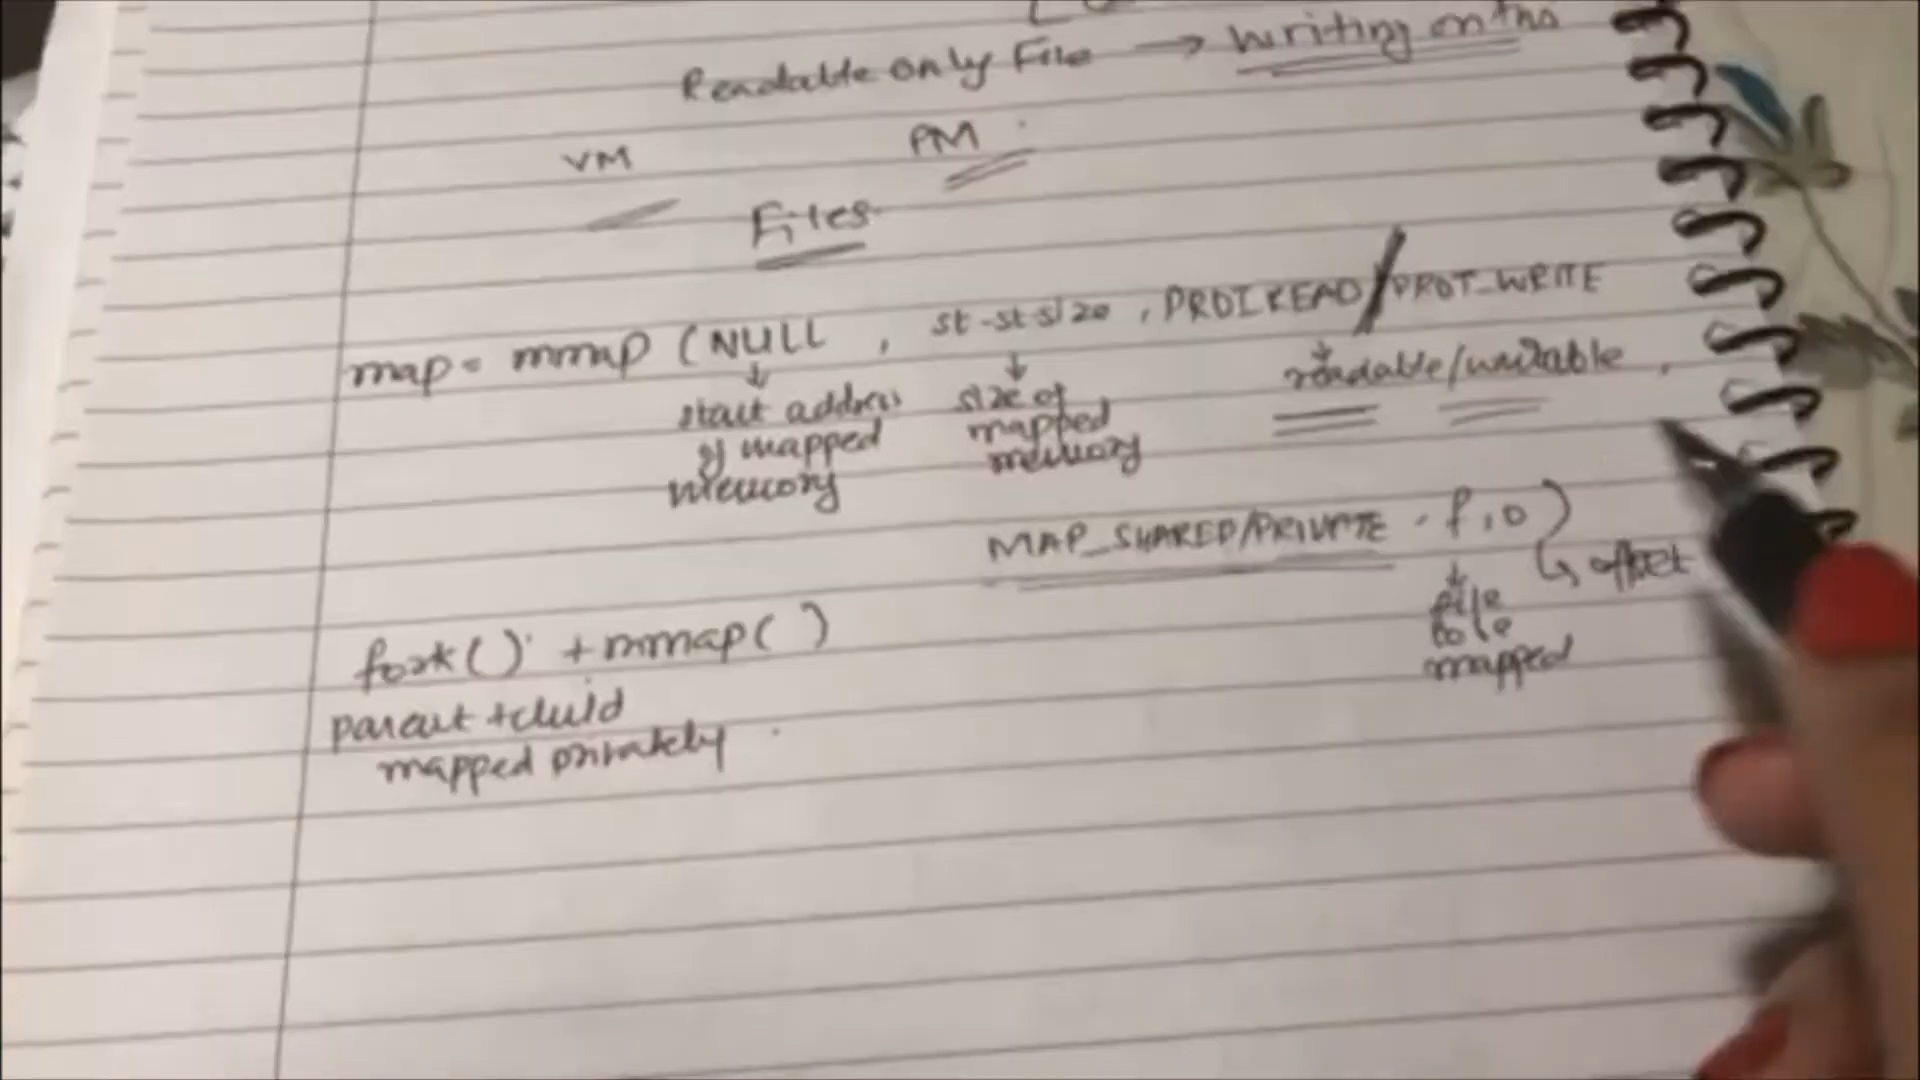 Readable only File → Writing on the
VM PM
Files
map = mmap (NULL , st-st-size , PROT_READ/PROT_WRITE
↓ start address of mapped memory
↓ size of mapped memory
↓ readable/writable ,
MAP_SHARED/PRIVATE , f , 0 )
↓ file to be mapped
↳ offset
fork() + mmap( )
parent + child
mapped privately